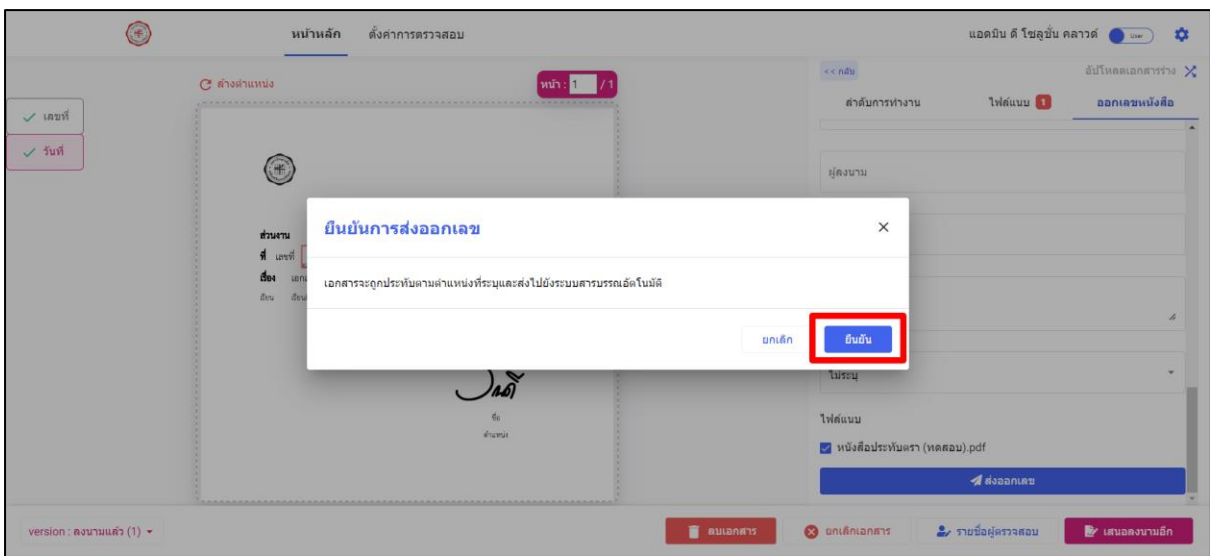 หน้าหลัก ตั้งค่าการตรวจสอบ แอดมิน ดี โซลูชั่น คลาวด์ User
ล้างตำแหน่ง หน้า : 1 / 1 << กลับ อัปโหลดเอกสารร่าง
ลำดับการทำงาน ไฟล์แนบ 1 ออกเลขหนังสือ
เลขที่
วันที่
ผู้ลงนาม
ส่วนงาน
ที่ เลขที่
เรื่อง
เรียน
ยืนยันการส่งออกเลข ×
เอกสารจะถูกประทับตามตำแหน่งที่ระบุและส่งไปยังระบบสารบรรณอัตโนมัติ
ยกเลิก ยืนยัน
ไม่ระบุ
ชื่อ
ตำแหน่ง
ไฟล์แนบ
หนังสือประทับตรา (ทดสอบ).pdf
ส่งออกเลข
version : ลงนามแล้ว (1) ลบเอกสาร ยกเลิกเอกสาร รายชื่อผู้ตรวจสอบ เสนอลงนามอีก